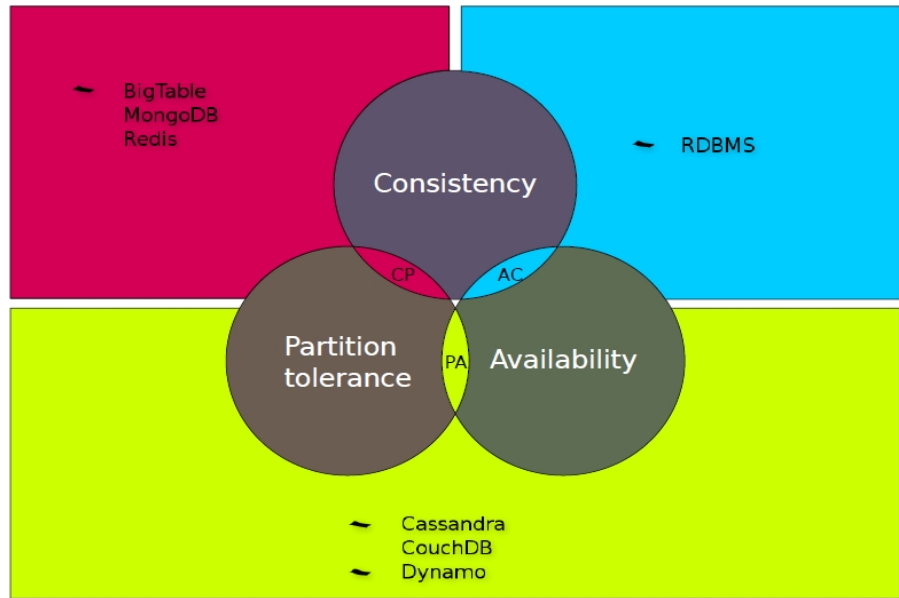 BigTable
MongoDB
Redis
RDBMS
Consistency
CP
AC
Partition
tolerance
PA
Availability
Cassandra
CouchDB
Dynamo